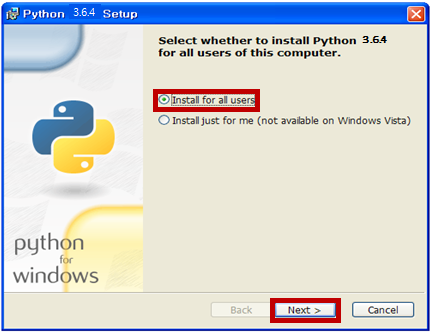 Python 3.6.4 Setup
Select whether to install Python 3.6.4
for all users of this computer.
Install for all users
Install just for me (not available on Windows Vista)
python
for
windows
Back
Next >
Cancel